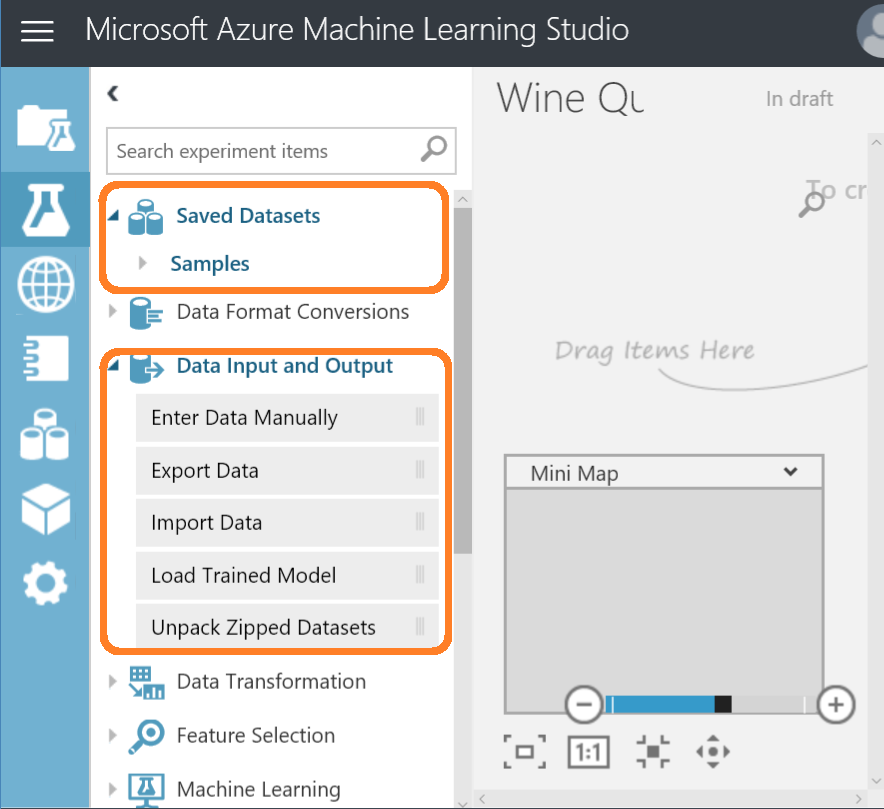 Microsoft Azure Machine Learning Studio
Search experiment items
Saved Datasets
Samples
Data Format Conversions
Data Input and Output
Enter Data Manually
Export Data
Import Data
Load Trained Model
Unpack Zipped Datasets
Data Transformation
Feature Selection
Machine Learning
Wine Qu
In draft
To cr
Drag Items Here
Mini Map
1:1